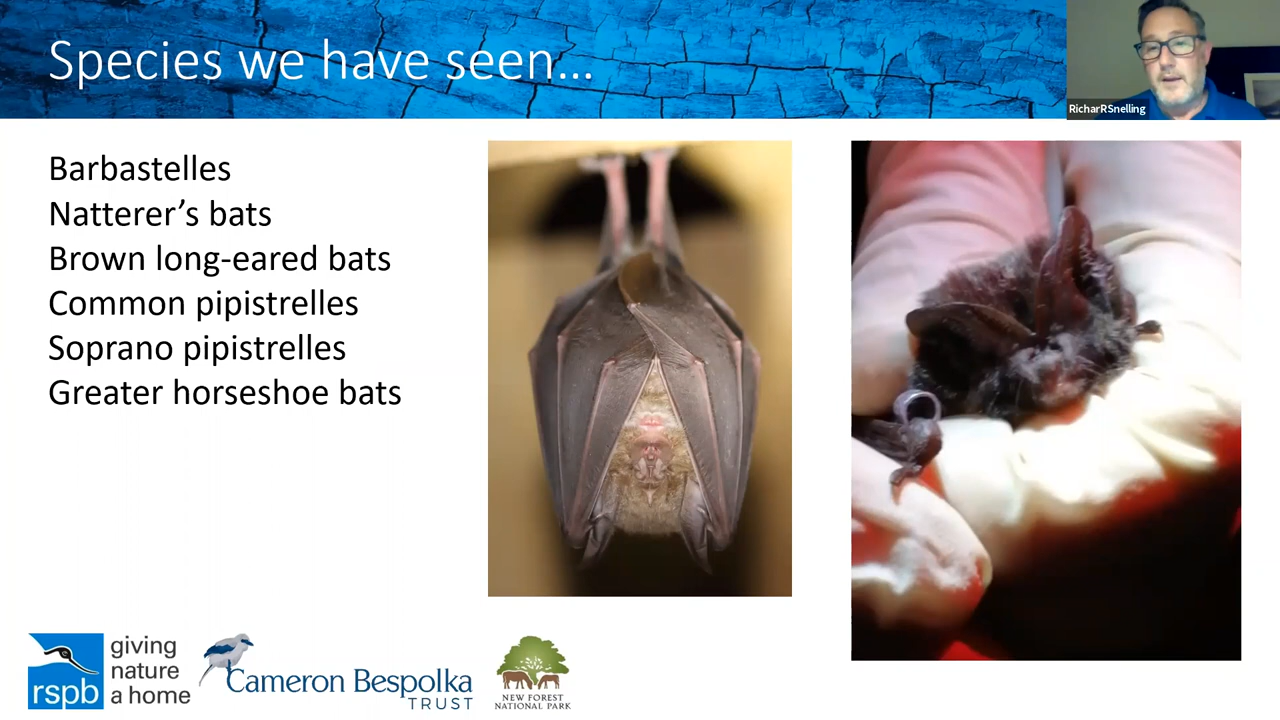 Species we have seen...
RicharRSnelling
Barbastelles
Natterer’s bats
Brown long-eared bats
Common pipistrelles
Soprano pipistrelles
Greater horseshoe bats
rspb
giving
nature
a home
Cameron Bespolka
TRUST
NEW FOREST
NATIONAL PARK